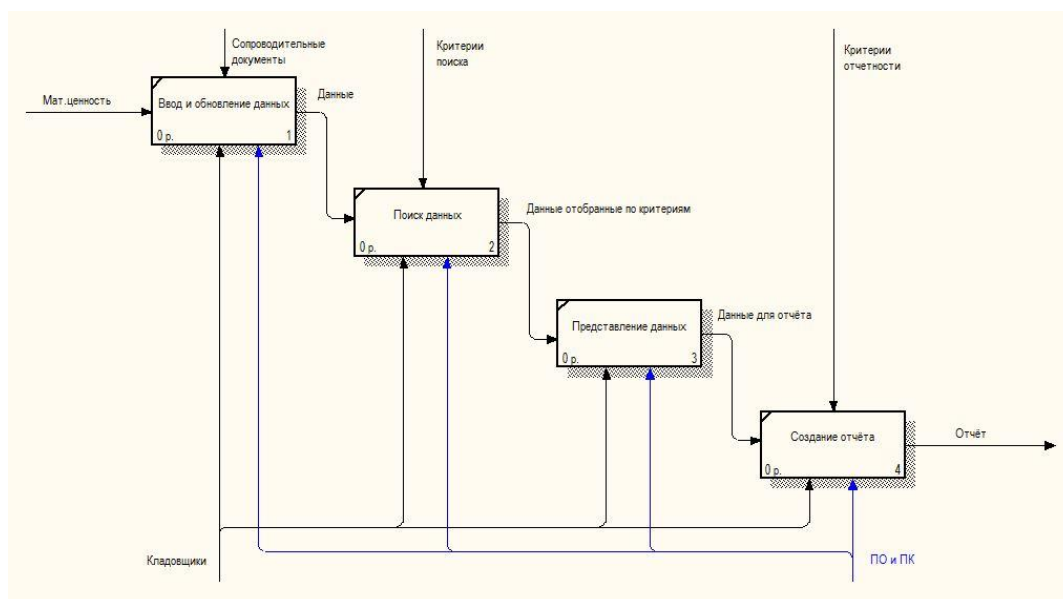 Сопроводительные
документы
Критерии
поиска
Критерии
отчетности
Мат.ценность
Ввод и обновление данных
0 р.
1
Данные
Поиск данных
0 р.
2
Данные отобранные по критериям
Представление данных
0 р.
3
Данные для отчёта
Создание отчёта
0 р.
4
Отчёт
Кладовщики
ПО и ПК